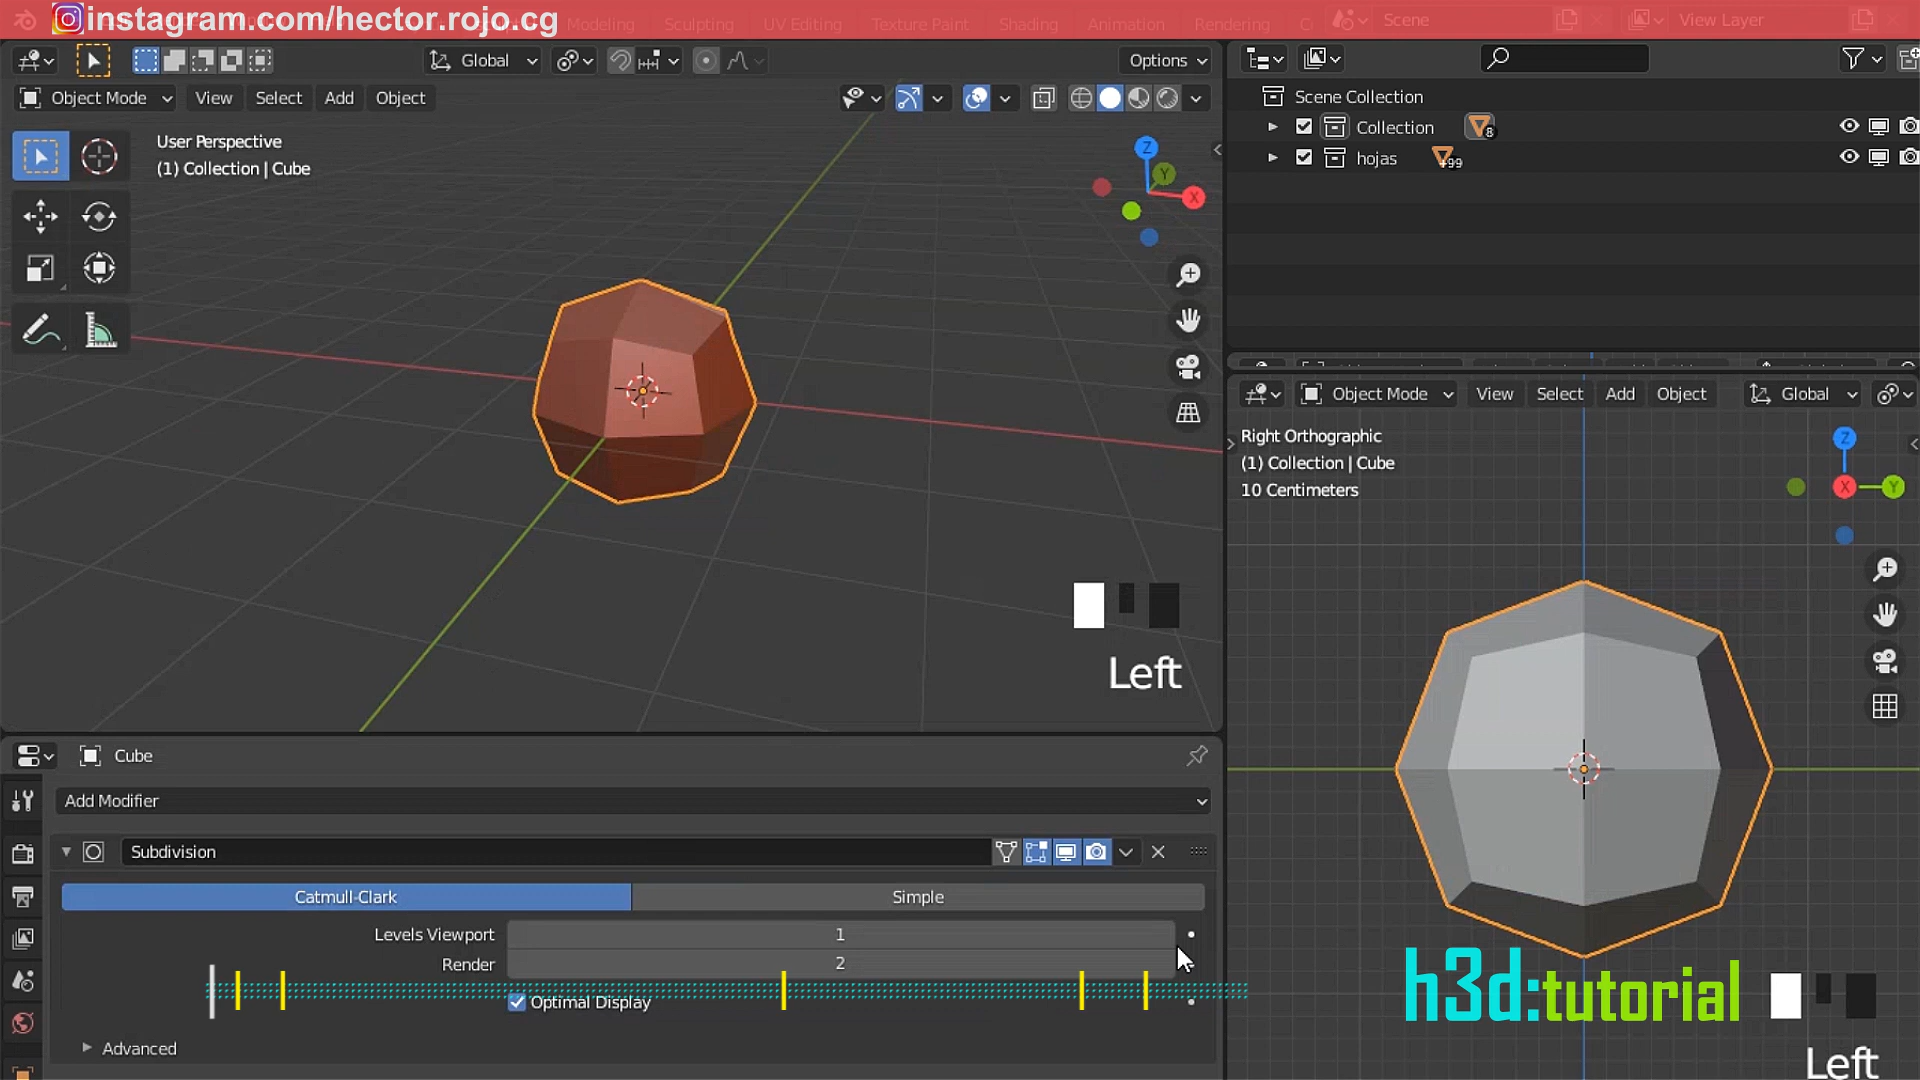 instagram.com/hector.rojo.cg
Modeling Sculpting UV Editing Texture Paint Shading Animation Rendering C Scene View Layer
Global Options
Object Mode View Select Add Object
User Perspective
(1) Collection | Cube
Z
Y
X
Left
Scene Collection
Collection 8
hojas +99
Object Mode View Select Add Object Global
Right Orthographic
(1) Collection | Cube
10 Centimeters
Z
X Y
Cube
Add Modifier
Subdivision
Catmull-Clark Simple
Levels Viewport 1
Render 2
Optimal Display
Advanced
h3d:tutorial
Left